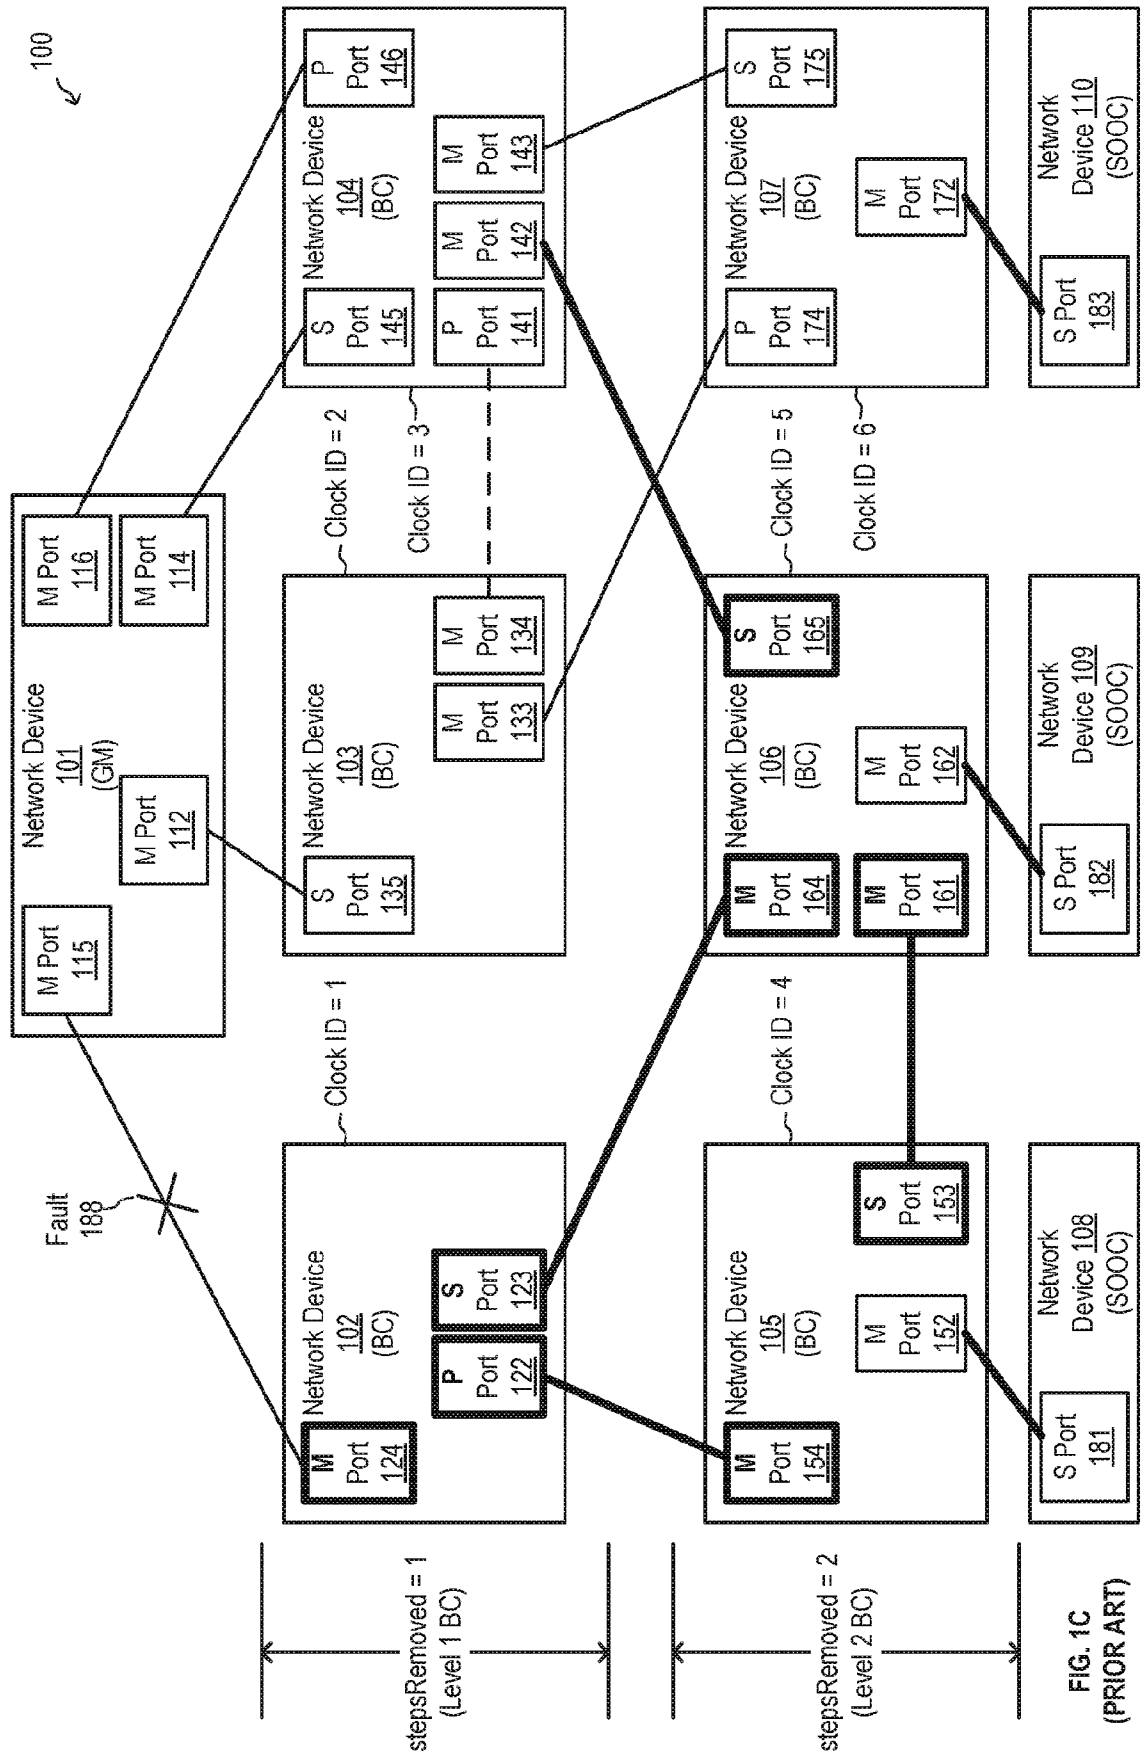 100
Network Device
101
(GM)
M Port
115
M Port
112
M Port
116
M Port
114
Fault
188
stepsRemoved = 1
(Level 1 BC)
Clock ID = 1
Network Device
102
(BC)
M
Port
124
P
Port
122
S
Port
123
Clock ID = 2
Network Device
103
(BC)
S
Port
135
M
Port
133
M
Port
134
Clock ID = 3
Network Device
104
(BC)
S
Port
145
P
Port
146
P
Port
141
M
Port
142
M
Port
143
stepsRemoved = 2
(Level 2 BC)
Clock ID = 4
Network Device
105
(BC)
M
Port
154
M
Port
152
S
Port
153
Clock ID = 5
Network Device
106
(BC)
M
Port
164
S
Port
165
M
Port
161
M
Port
162
Clock ID = 6
Network Device
107
(BC)
P
Port
174
S
Port
175
M
Port
172
S Port
181
Network
Device 108
(SOOC)
S Port
182
Network
Device 109
(SOOC)
S Port
183
Network
Device 110
(SOOC)
FIG. 1C
(PRIOR ART)